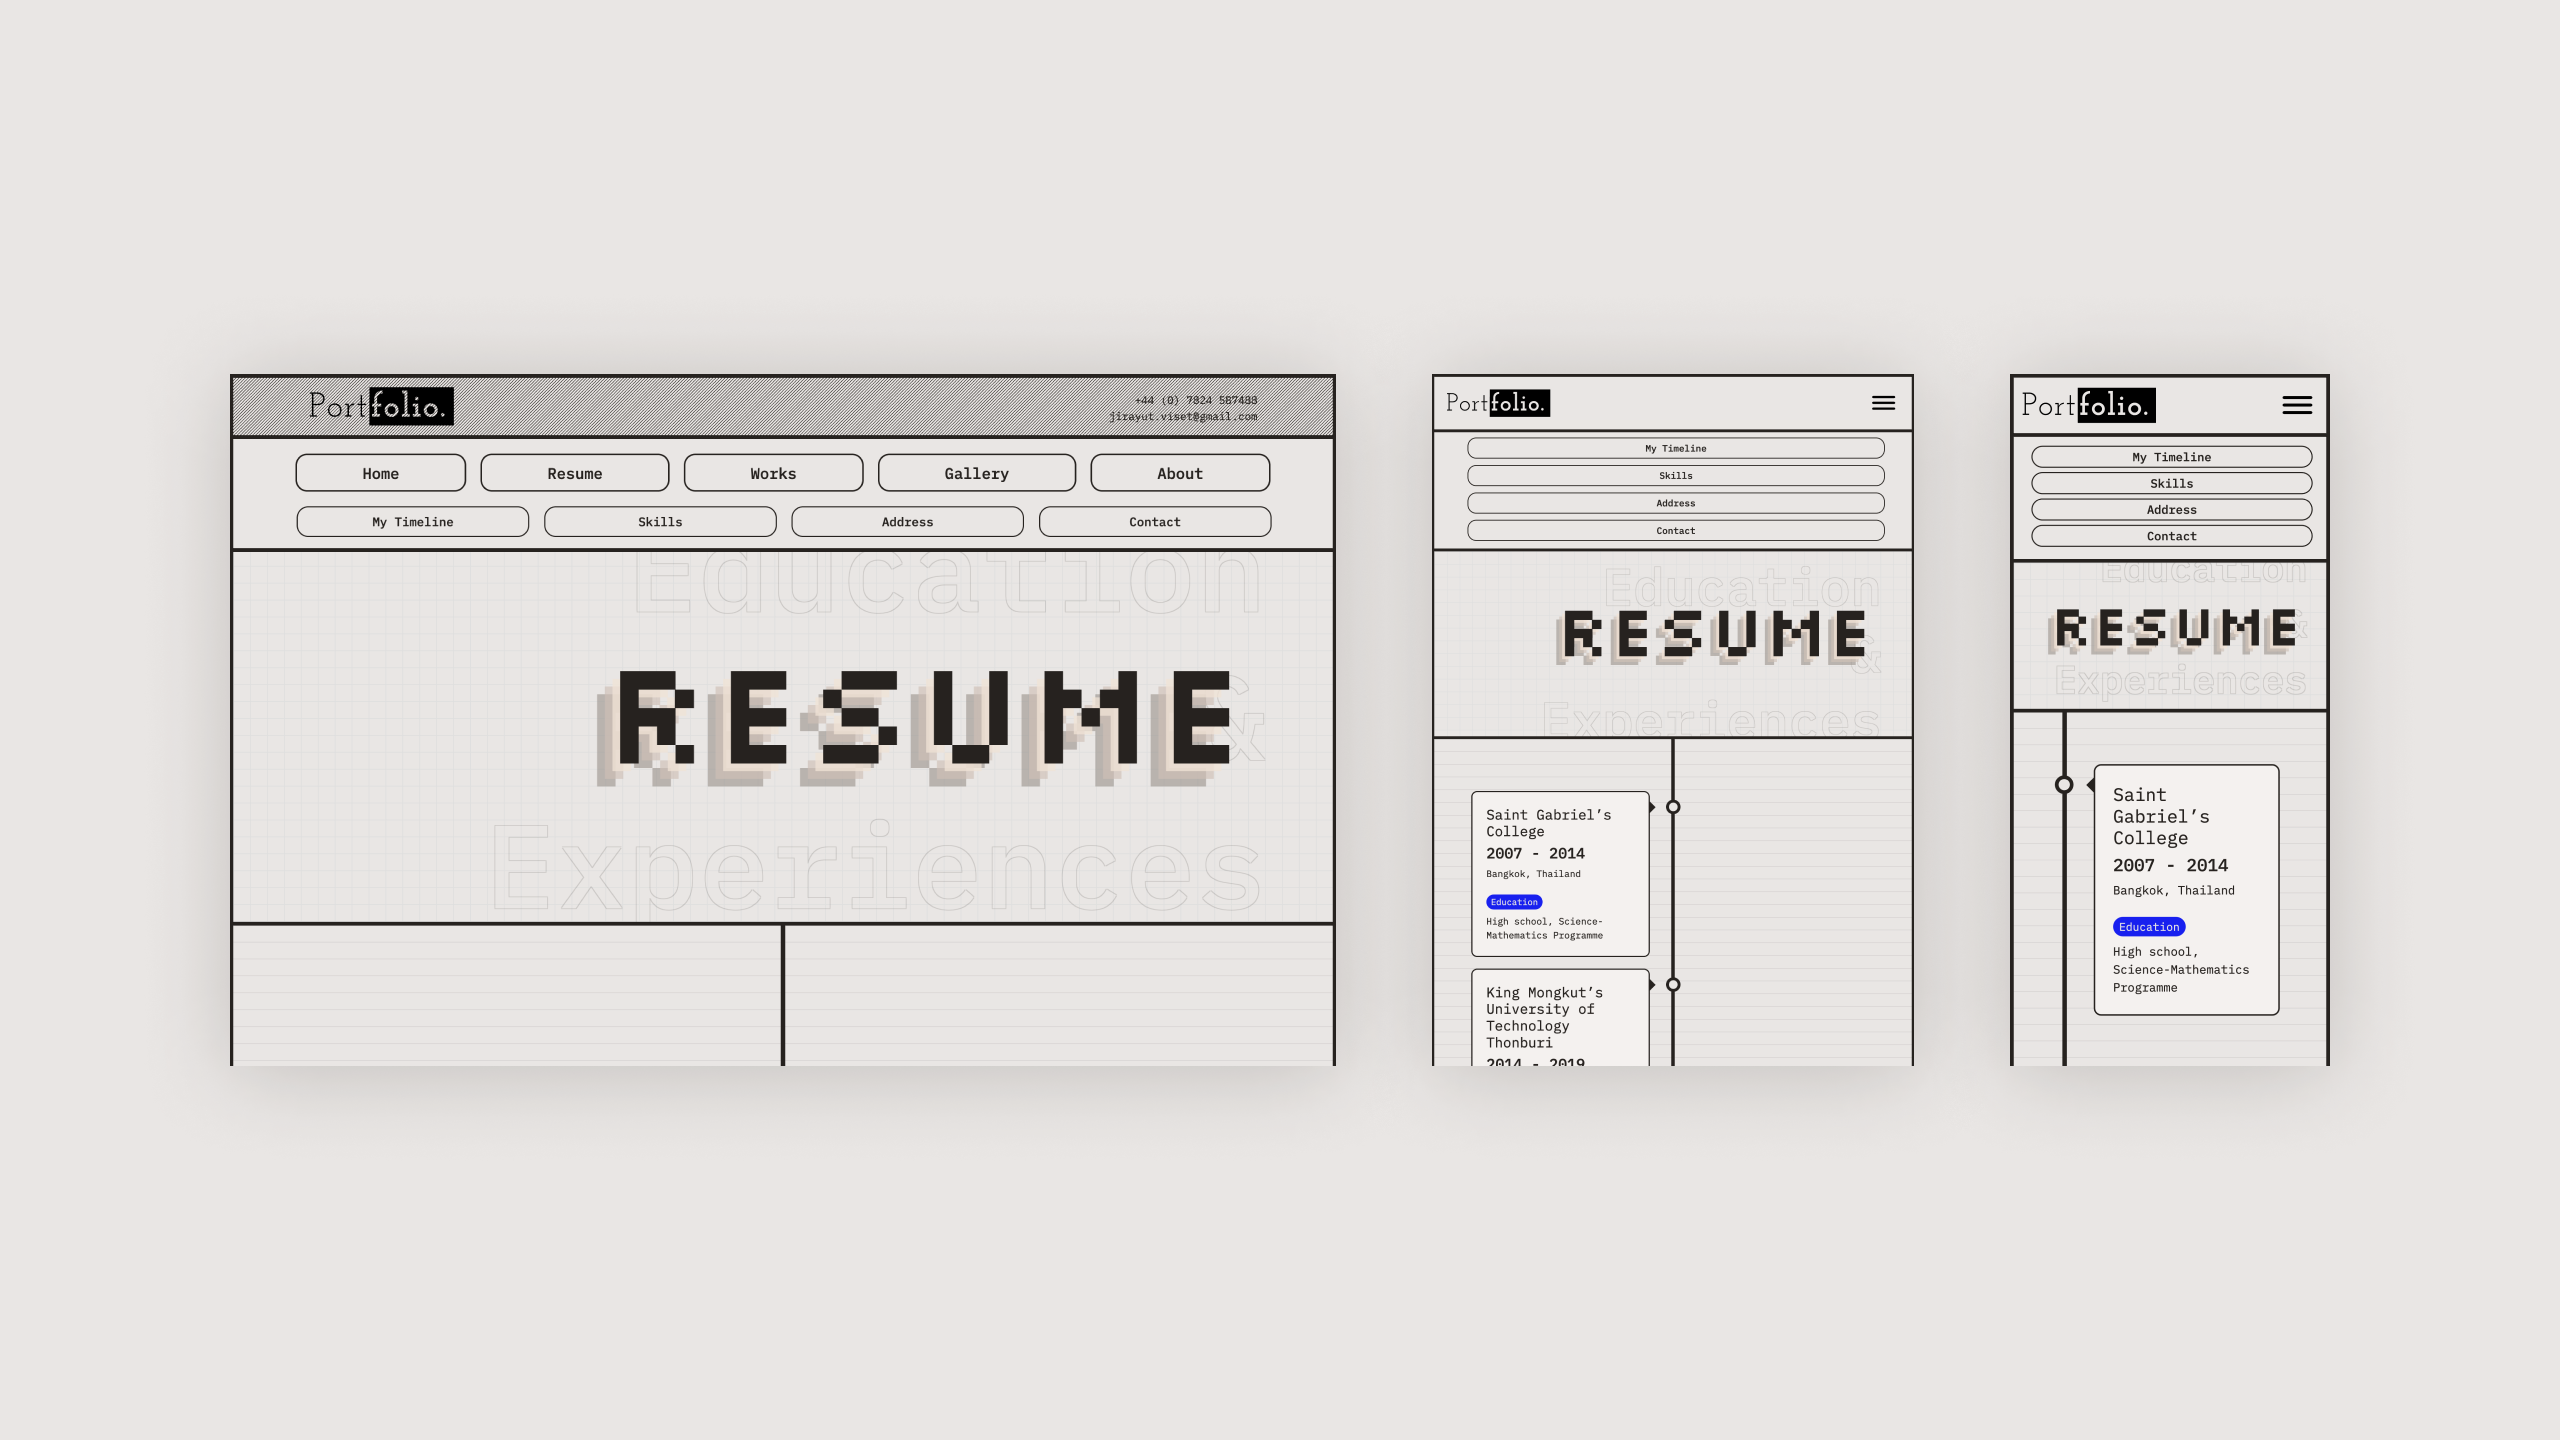 Portfolio.
+44 (0) 7824 587488
jirayut.viset@gmail.com
Home Resume Works Gallery About
My Timeline Skills Address Contact
Education
RESUME
&
Experiences
Portfolio.
My Timeline
Skills
Address
Contact
Education
RESUME
&
Experiences
Saint Gabriel’s
College
2007 - 2014
Bangkok, Thailand
Education
High school, Science-
Mathematics Programme
King Mongkut’s
University of
Technology
Thonburi
2014 - 2019
Portfolio.
My Timeline
Skills
Address
Contact
Education
RESUME
&
Experiences
Saint
Gabriel’s
College
2007 - 2014
Bangkok, Thailand
Education
High school,
Science-Mathematics
Programme